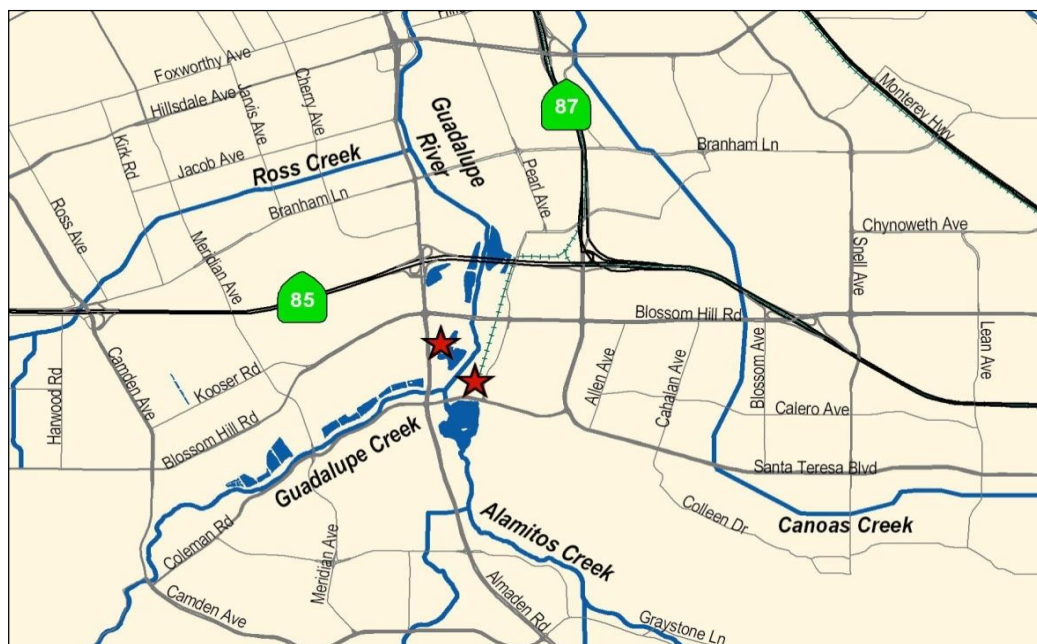 Foxworthy Ave
Hillsdale Ave
Jarvis Ave
Cherry Ave
Kirk Rd
Jacob Ave
Ross Creek
Guadalupe
River
87
Monterey Hwy
Branham Ln
Pearl Ave
Ross Ave
Branham Ln
Meridian Ave
Chynoweth Ave
Snell Ave
85
Blossom Hill Rd
Lean Ave
Harwood Rd
Camden Ave
Kooser Rd
Allen Ave
Cahalan Ave
Blossom Ave
Calero Ave
Blossom Hill Rd
Guadalupe Creek
Santa Teresa Blvd
Coleman Rd
Meridian Ave
Alamitos Creek
Colleen Dr
Canoas Creek
Camden Ave
Almaden Rd
Graystone Ln